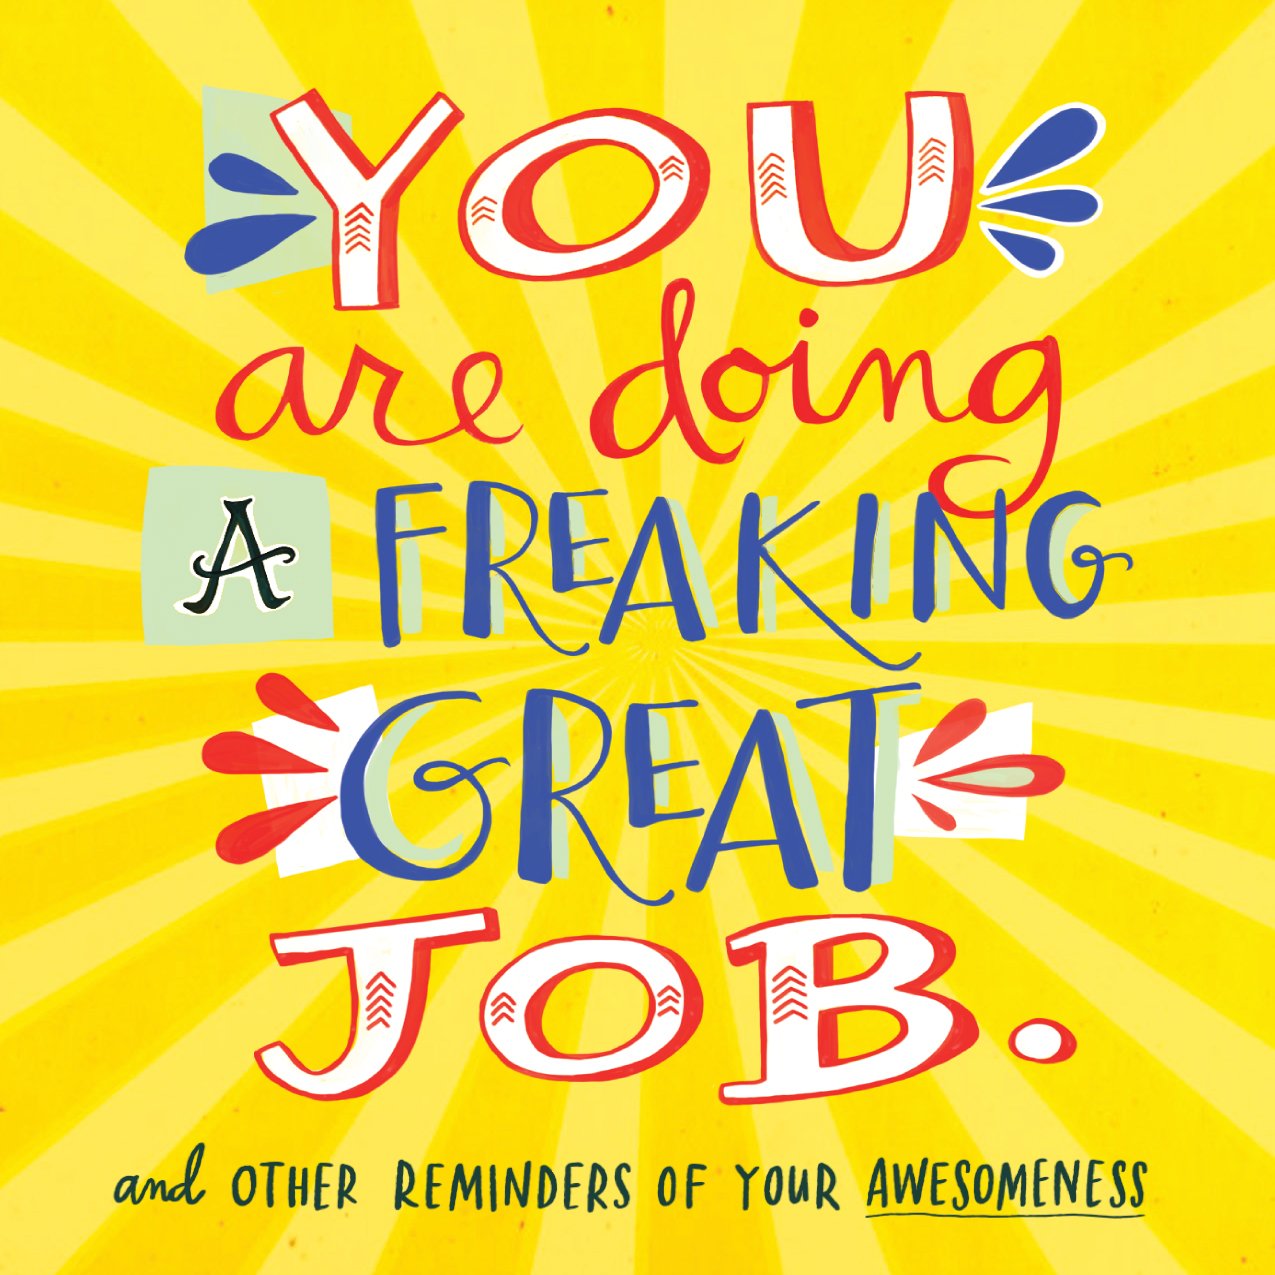 YOU
are doing
A FREAKING
GREAT
JOB.
and OTHER REMINDERS OF YOUR AWESOMENESS